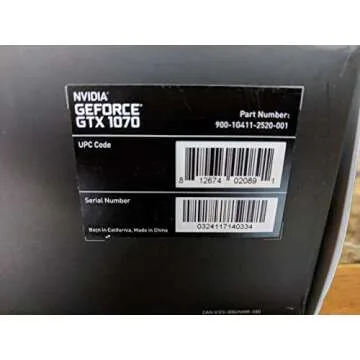 NVIDIA®
GEFORCE®
GTX 1070
Part Number:
900-1G411-2520-001
UPC Code
8 12674 02089 1
Serial Number
0324117140334
Born in California, Made in China